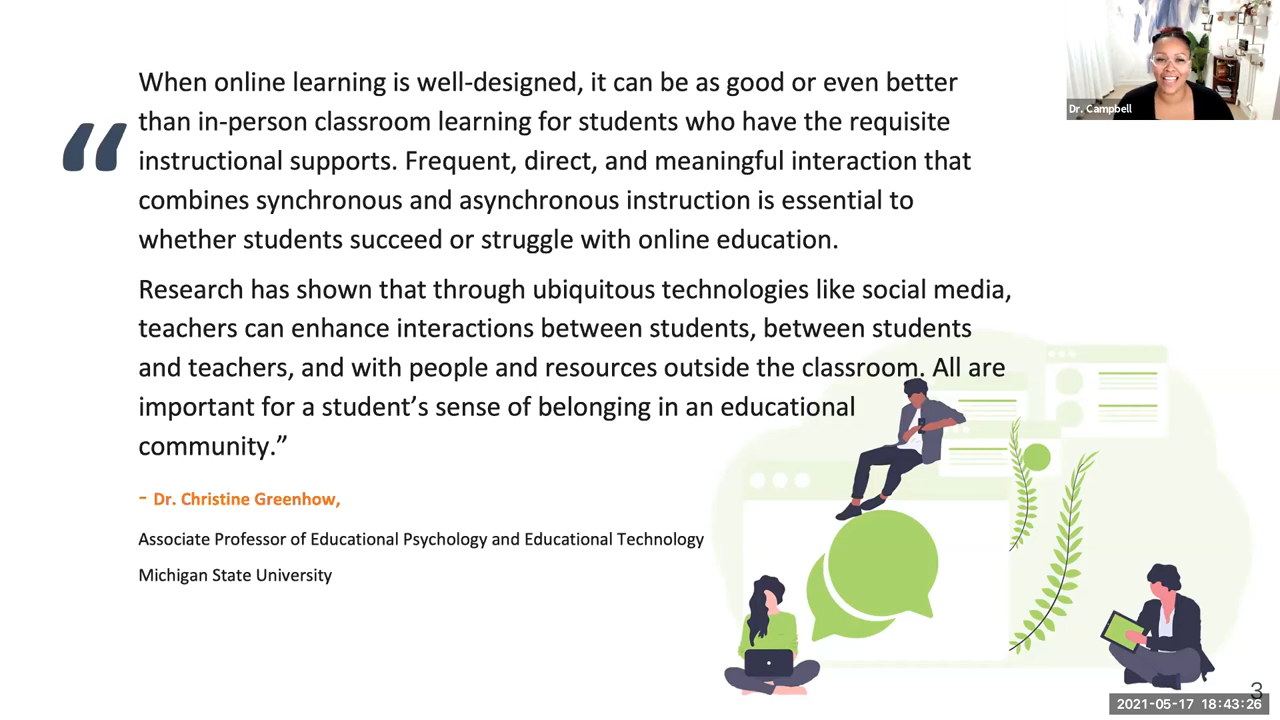 When online learning is well-designed, it can be as good or even better
than in-person classroom learning for students who have the requisite
instructional supports. Frequent, direct, and meaningful interaction that
combines synchronous and asynchronous instruction is essential to
whether students succeed or struggle with online education.
Research has shown that through ubiquitous technologies like social media,
teachers can enhance interactions between students, between students
and teachers, and with people and resources outside the classroom. All are
important for a student’s sense of belonging in an educational
community.”
- Dr. Christine Greenhow,
Associate Professor of Educational Psychology and Educational Technology
Michigan State University
Dr. Campbell
3
2021-05-17 18:43:26